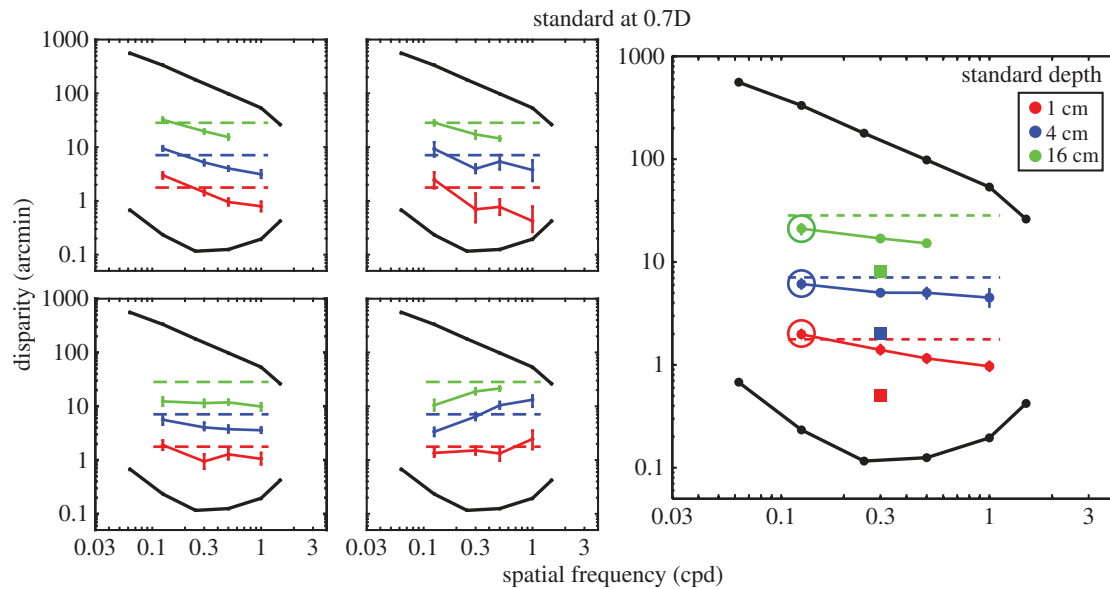 standard at 0.7D
disparity (arcmin)
1000
100
10
1
0.1
1000
100
10
1
0.1
0.03 0.1 0.3 1 3
0.03 0.1 0.3 1 3
1000
100
10
1
0.1
0.03 0.1 0.3 1 3
standard depth
1 cm
4 cm
16 cm
spatial frequency (cpd)